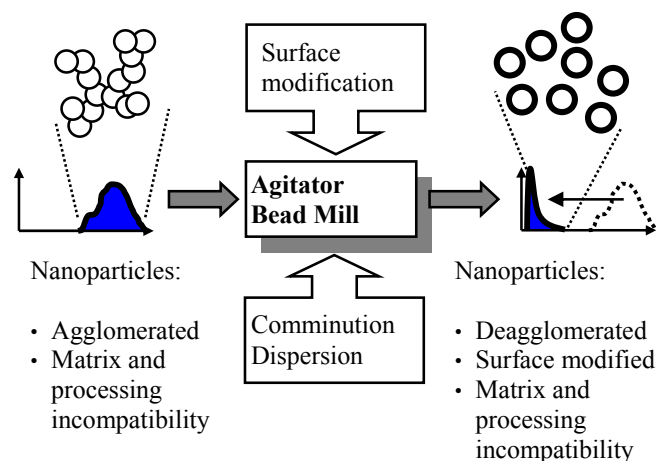 Surface
modification
Agitator
Bead Mill
Comminution
Dispersion
Nanoparticles:
• Agglomerated
• Matrix and
processing
incompatibility
Nanoparticles:
• Deagglomerated
• Surface modified
• Matrix and
processing
incompatibility